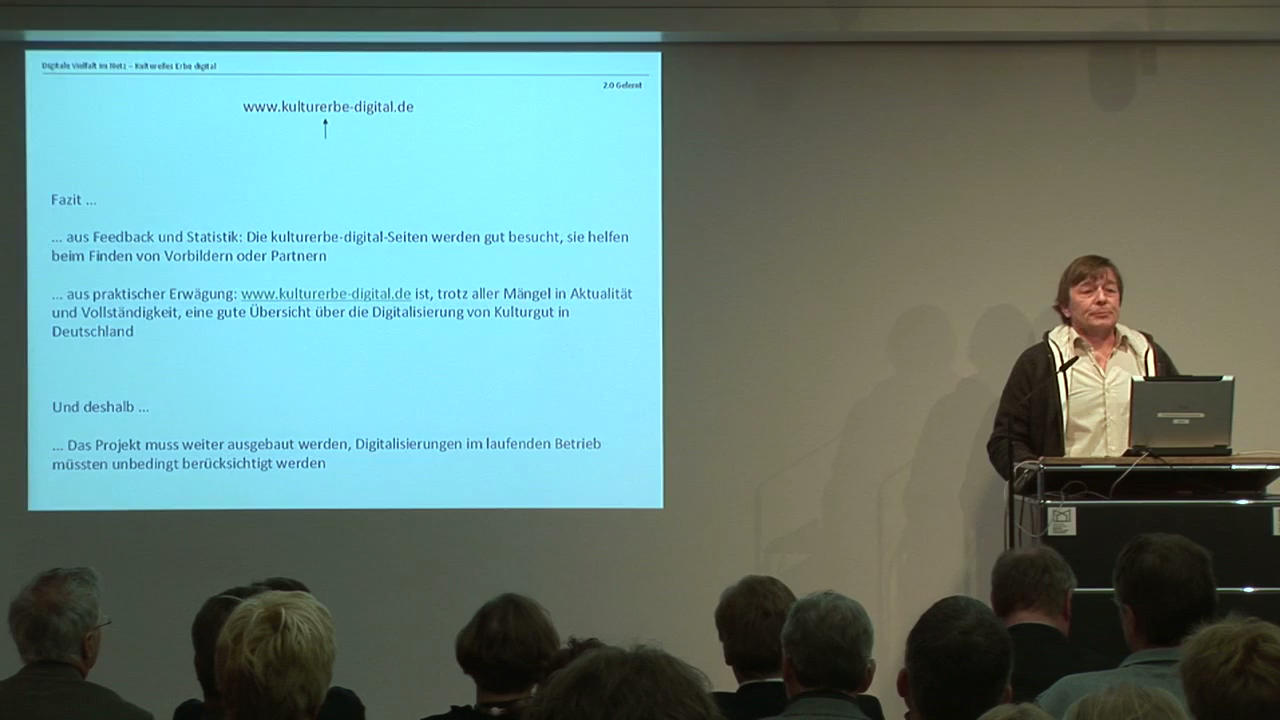 Digitale Vielfalt im Netz – Kulturelles Erbe digital
2.0 Gelernt
www.kulturerbe-digital.de
Fazit ...
... aus Feedback und Statistik: Die kulturerbe-digital-Seiten werden gut besucht, sie helfen
beim Finden von Vorbildern oder Partnern
... aus praktischer Erwägung: www.kulturerbe-digital.de ist, trotz aller Mängel in Aktualität
und Vollständigkeit, eine gute Übersicht über die Digitalisierung von Kulturgut in
Deutschland
Und deshalb ...
... Das Projekt muss weiter ausgebaut werden, Digitalisierungen im laufenden Betrieb
müssten unbedingt berücksichtigt werden